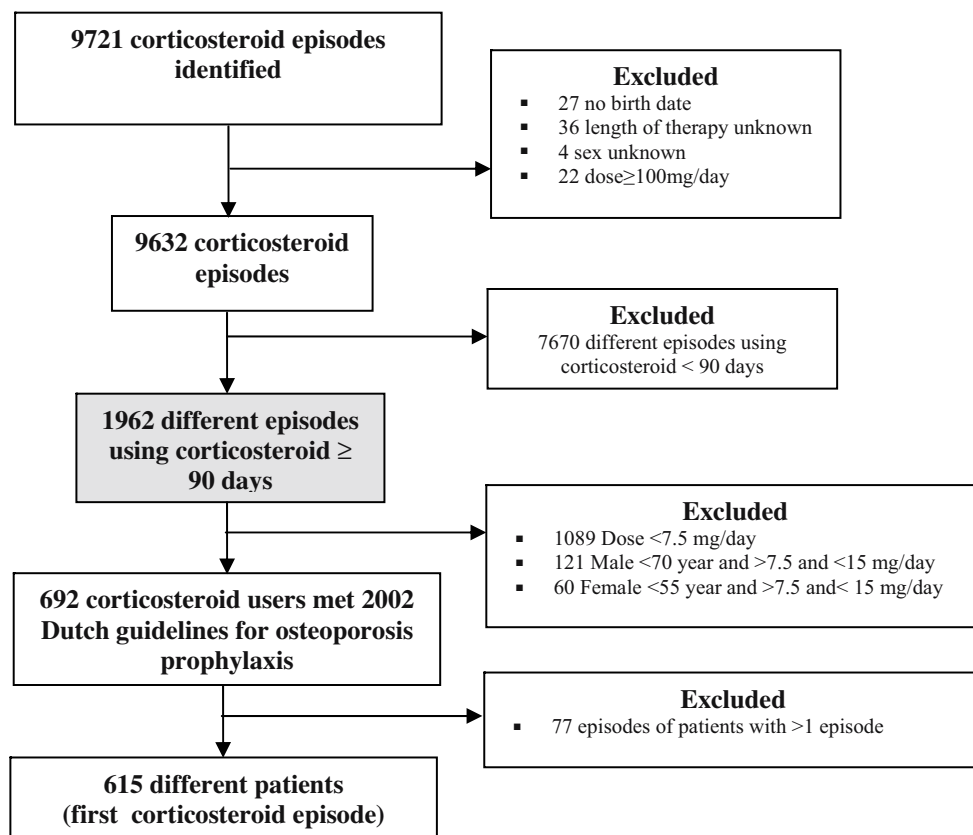 9721 corticosteroid episodes
identified
Excluded
▪ 27 no birth date
▪ 36 length of therapy unknown
▪ 4 sex unknown
▪ 22 dose≥100mg/day
9632 corticosteroid
episodes
Excluded
7670 different episodes using
corticosteroid < 90 days
1962 different episodes
using corticosteroid ≥
90 days
Excluded
▪ 1089 Dose <7.5 mg/day
▪ 121 Male <70 year and >7.5 and <15 mg/day
▪ 60 Female <55 year and >7.5 and< 15 mg/day
692 corticosteroid users met 2002
Dutch guidelines for osteoporosis
prophylaxis
Excluded
▪ 77 episodes of patients with >1 episode
615 different patients
(first corticosteroid episode)